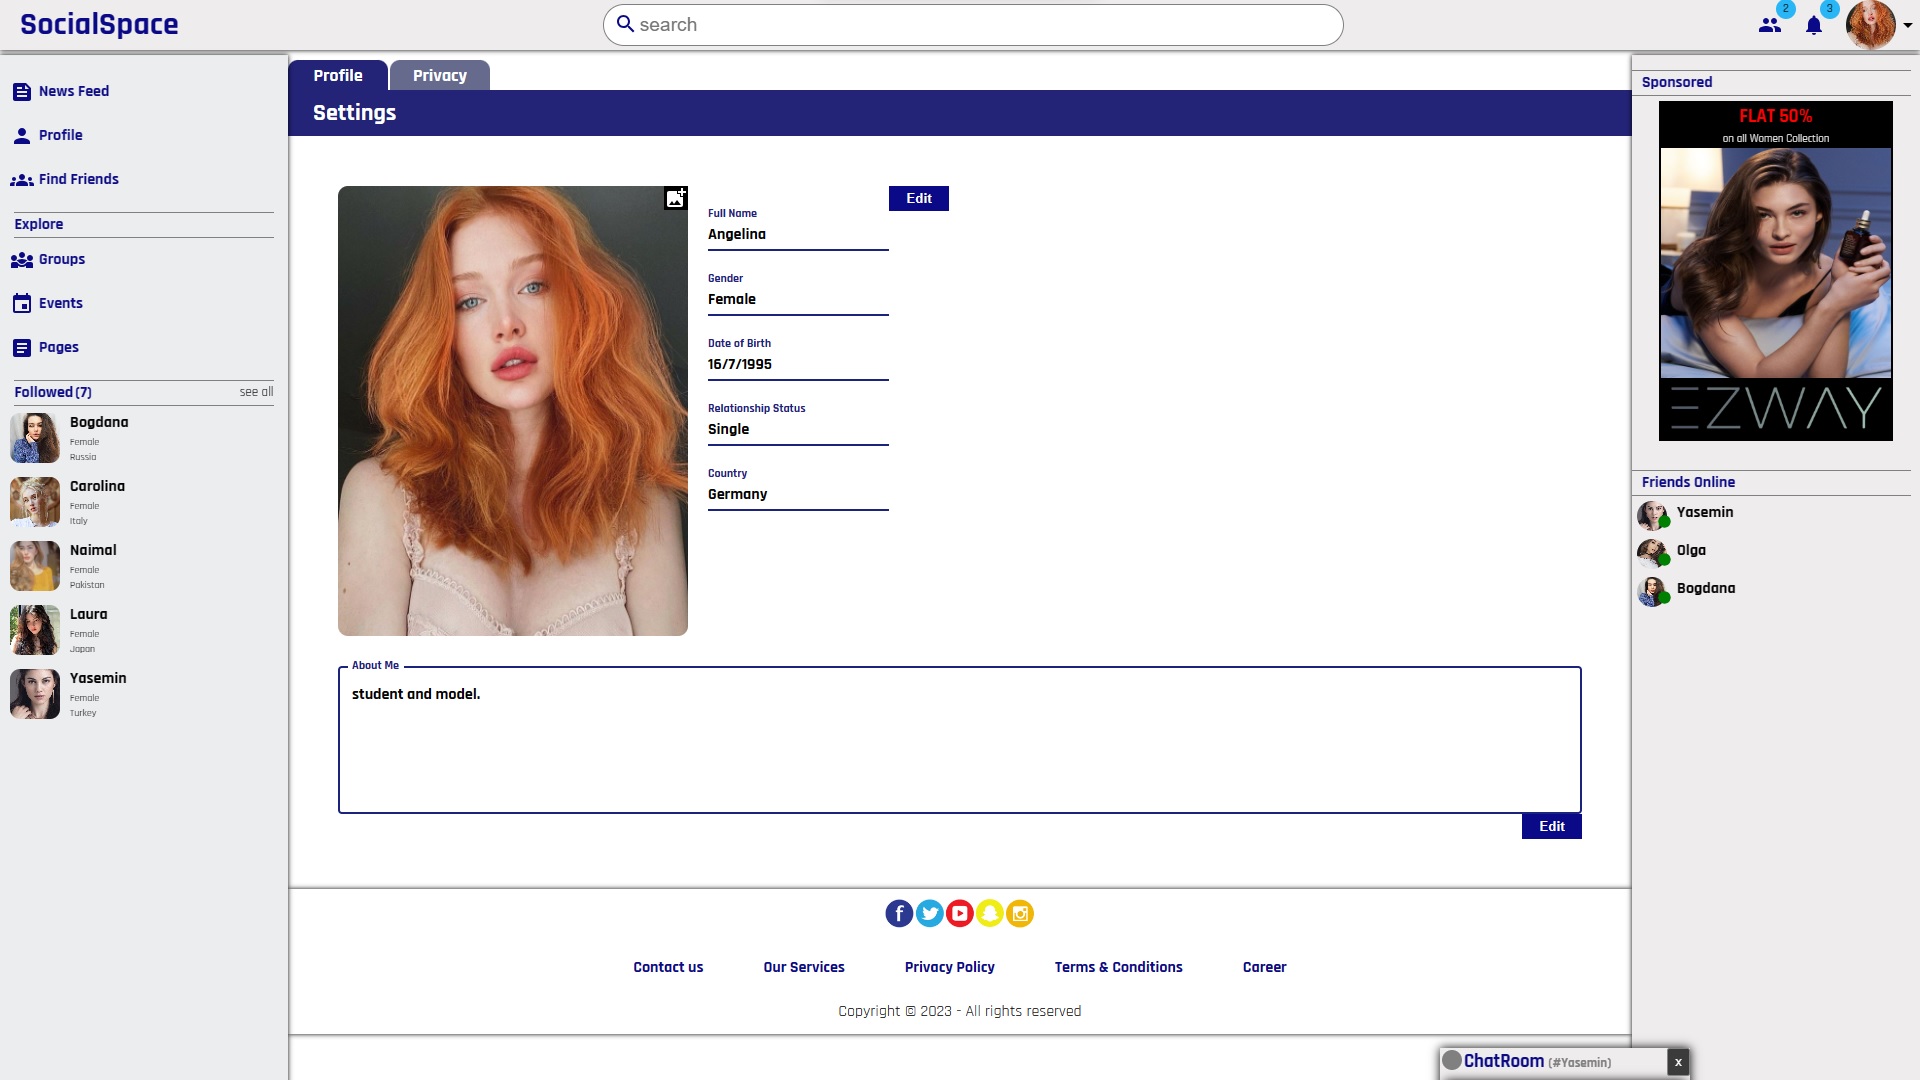 SocialSpace
search
2
3
News Feed
Profile
Find Friends
Explore
Groups
Events
Pages
Followed(7)
see all
Bogdana
Female
Russia
Carolina
Female
Italy
Naimal
Female
Pakistan
Laura
Female
Japan
Yasemin
Female
Turkey
Profile
Privacy
Settings
Edit
Full Name
Angelina
Gender
Female
Date of Birth
16/7/1995
Relationship Status
Single
Country
Germany
About Me
student and model.
Edit
Contact us
Our Services
Privacy Policy
Terms & Conditions
Career
Copyright © 2023 - All rights reserved
Sponsored
FLAT 50%
on all Women Collection
EZWAY
Friends Online
Yasemin
Olga
Bogdana
ChatRoom (#Yasemin)
x